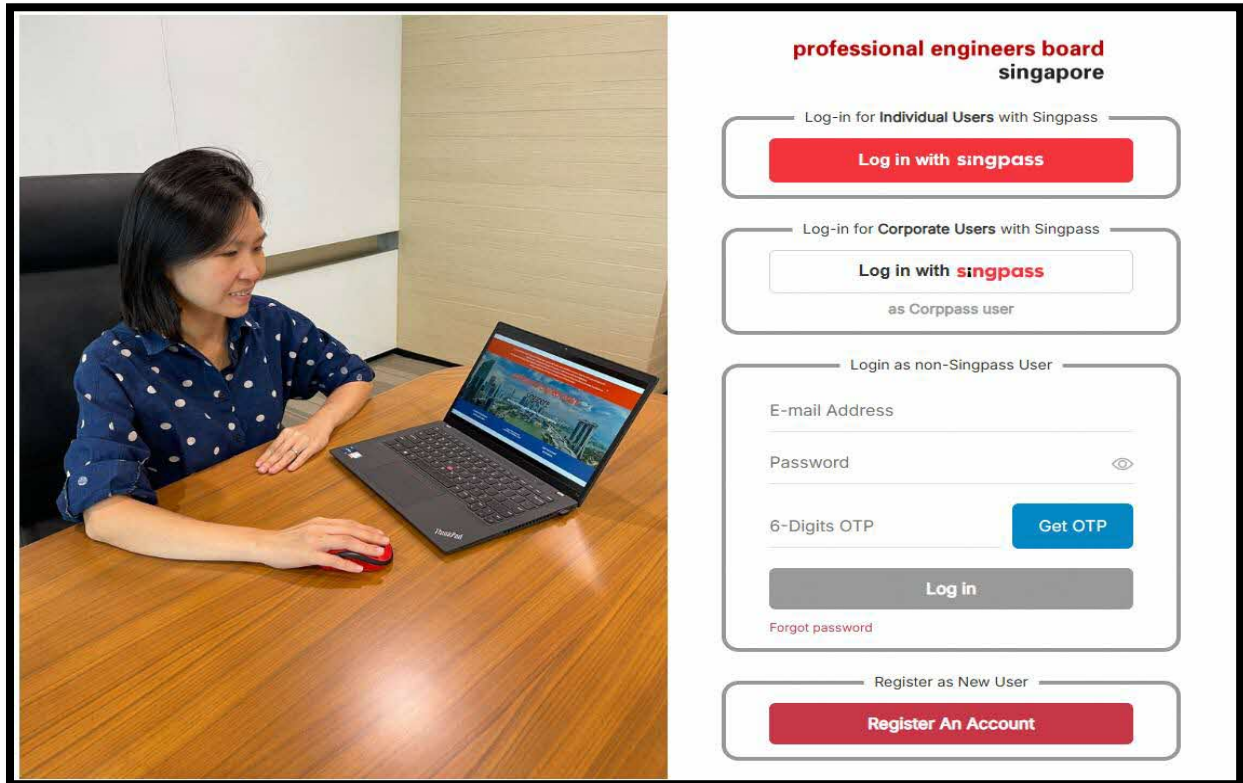 professional engineers board
singapore
Log-in for Individual Users with Singpass
Log in with singpass
Log-in for Corporate Users with Singpass
Log in with singpass
as Corppass user
Login as non-Singpass User
E-mail Address
Password
6-Digits OTP
Get OTP
Log in
Forgot password
Register as New User
Register An Account
ThinkPad